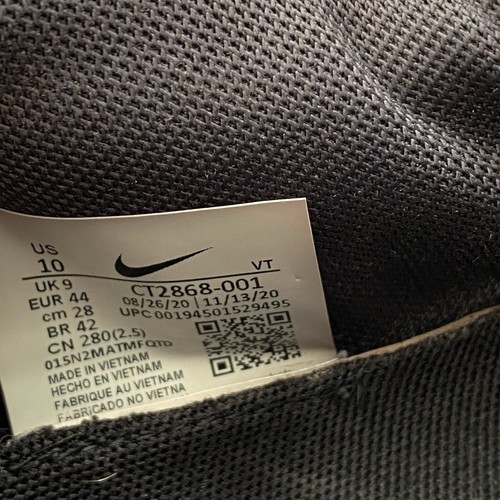 US
10 VT
UK 9 CT2868-001
EUR 44 08/26/20 | 11/13/20
cm 28 UPC 00194501529495
BR 42
CN 280(2.5)
015N2MATMFQTD
MADE IN VIETNAM
HECHO EN VIETNAM
FABRIQUE AU VIETNAM
FABRICADO NO VIETNA